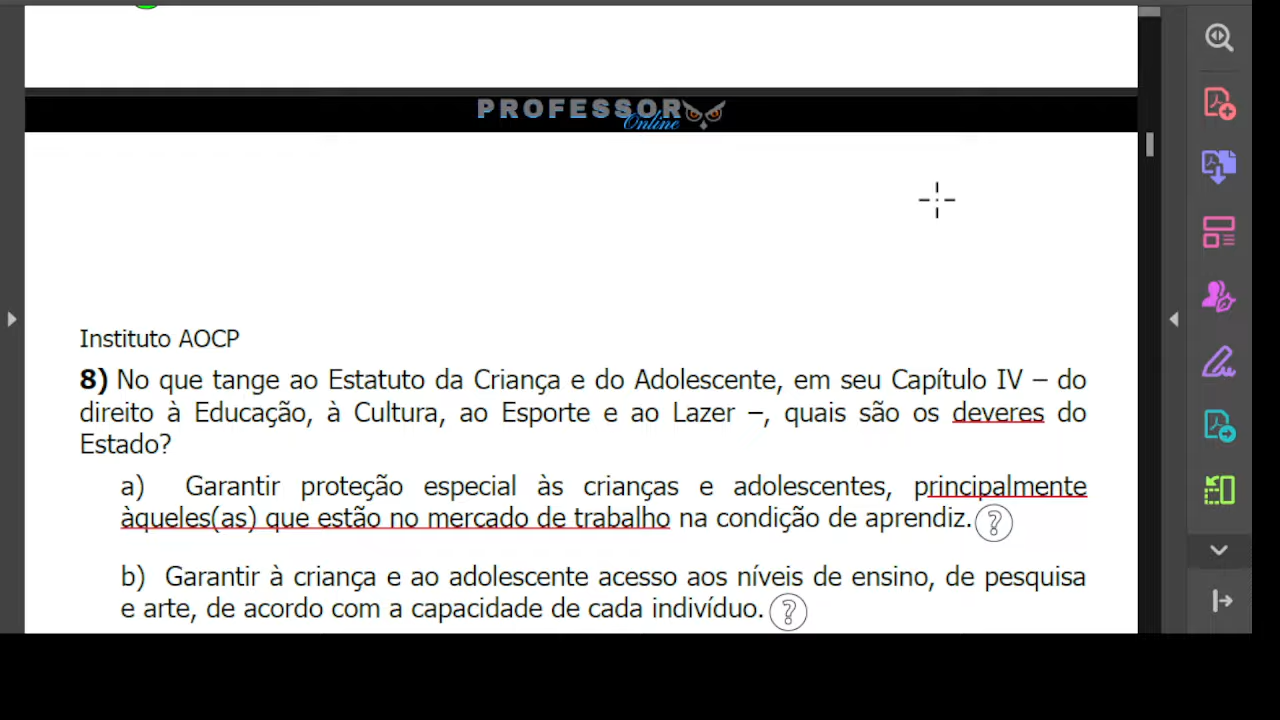 PROFESSOR
Online
Instituto AOCP
8) No que tange ao Estatuto da Criança e do Adolescente, em seu Capítulo IV – do
direito à Educação, à Cultura, ao Esporte e ao Lazer –, quais são os deveres do
Estado?
a) Garantir proteção especial às crianças e adolescentes, principalmente
àqueles(as) que estão no mercado de trabalho na condição de aprendiz. ?
b) Garantir à criança e ao adolescente acesso aos níveis de ensino, de pesquisa
e arte, de acordo com a capacidade de cada indivíduo. ?